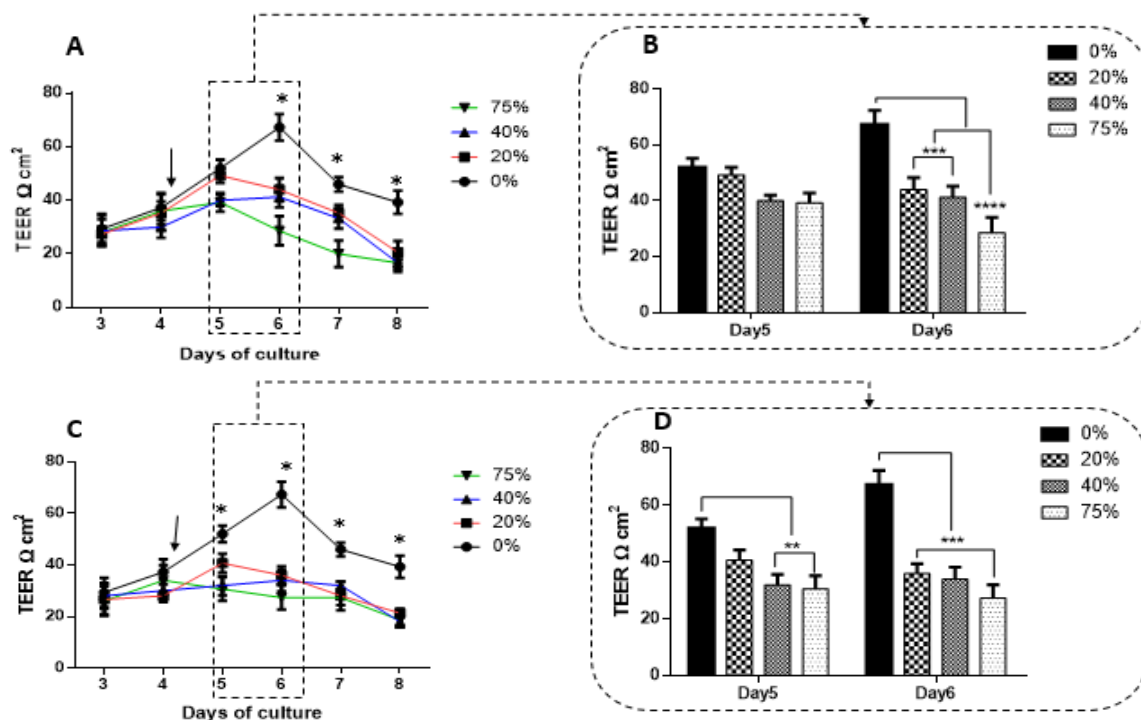 A
TEER Ω cm²
80
60
40
20
0
3 4 5 6 7 8
Days of culture
* * *
75%
40%
20%
0%
B
TEER Ω cm²
80
60
40
20
0
Day5 Day6
*** ****
0%
20%
40%
75%
C
TEER Ω cm²
80
60
40
20
0
3 4 5 6 7 8
Days of culture
* * * *
75%
40%
20%
0%
D
TEER Ω cm²
80
60
40
20
0
Day5 Day6
** ***
0%
20%
40%
75%